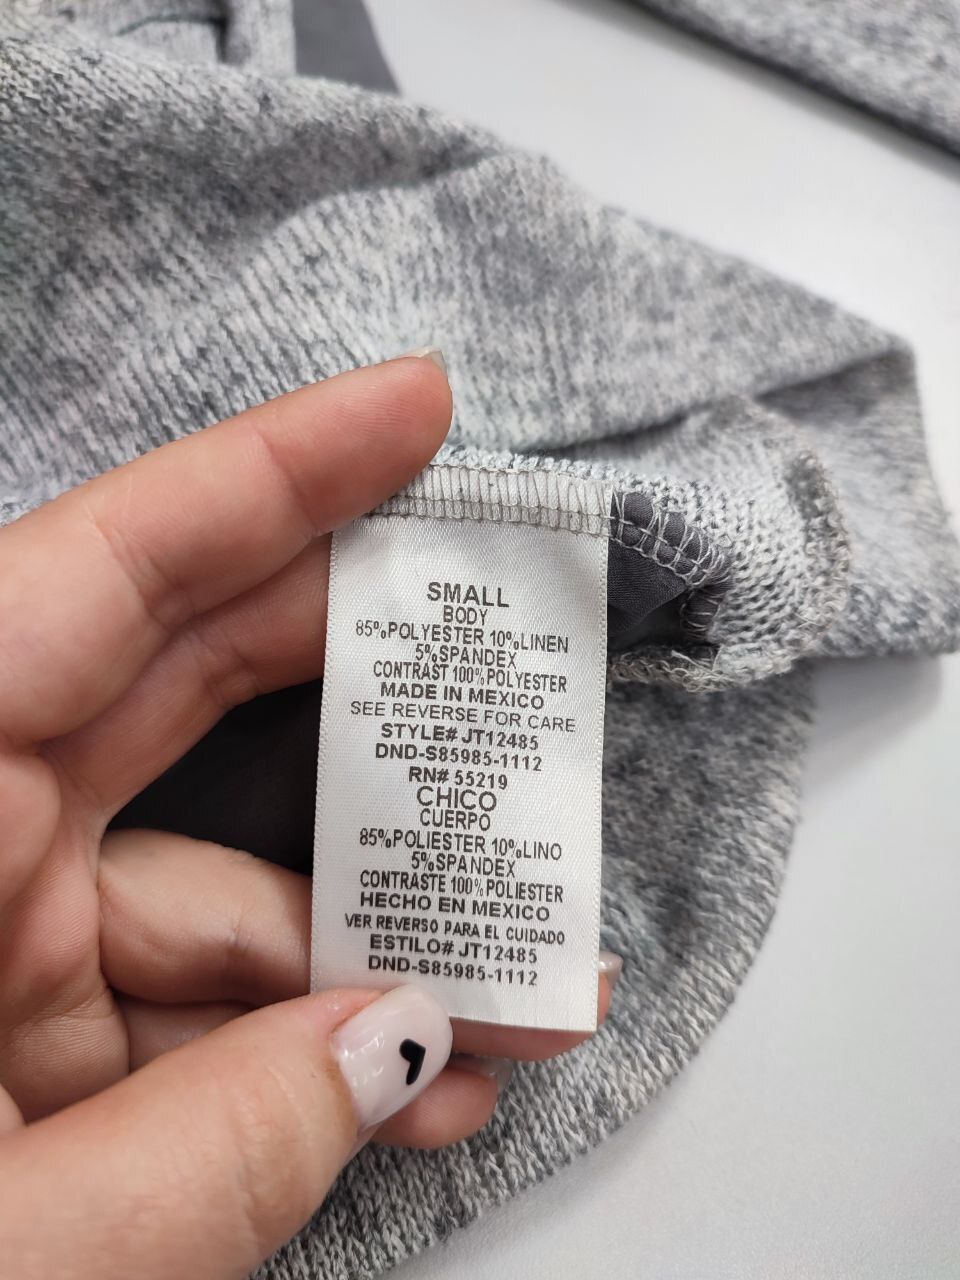 SMALL
BODY
85%POLYESTER 10%LINEN
5%SPANDEX
CONTRAST 100%POLYESTER
MADE IN MEXICO
SEE REVERSE FOR CARE
STYLE# JT12485
DND-S85985-1112
RN# 55219
CHICO
CUERPO
85%POLIESTER 10%LINO
5%SPANDEX
CONTRASTE 100%POLIESTER
HECHO EN MEXICO
VER REVERSO PARA EL CUIDADO
ESTILO# JT12485
DND-S85985-1112